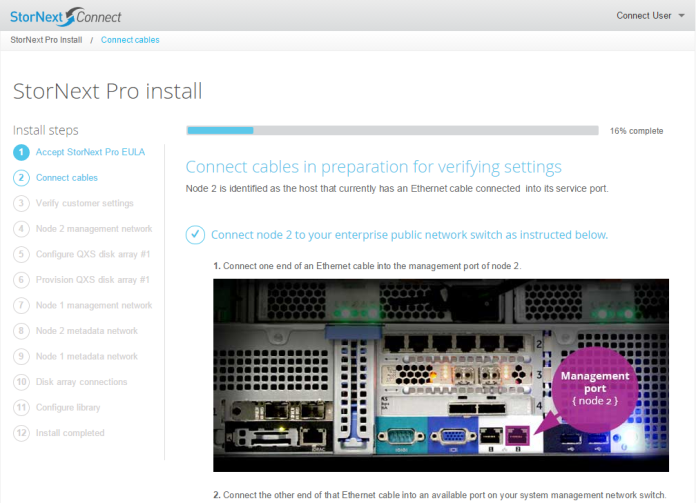 StorNext Connect
Connect User
StorNext Pro Install / Connect cables
StorNext Pro install
Install steps
1 Accept StorNext Pro EULA
2 Connect cables
3 Verify customer settings
4 Node 2 management network
5 Configure QXS disk array #1
6 Provision QXS disk array #1
7 Node 1 management network
8 Node 2 metadata network
9 Node 1 metadata network
10 Disk array connections
11 Configure library
12 Install completed
16% complete
Connect cables in preparation for verifying settings
Node 2 is identified as the host that currently has an Ethernet cable connected into its service port.
Connect node 2 to your enterprise public network switch as instructed below.
1. Connect one end of an Ethernet cable into the management port of node 2.
2
3
4
Management
port
{ node 2 }
2. Connect the other end of that Ethernet cable into an available port on your system management network switch.